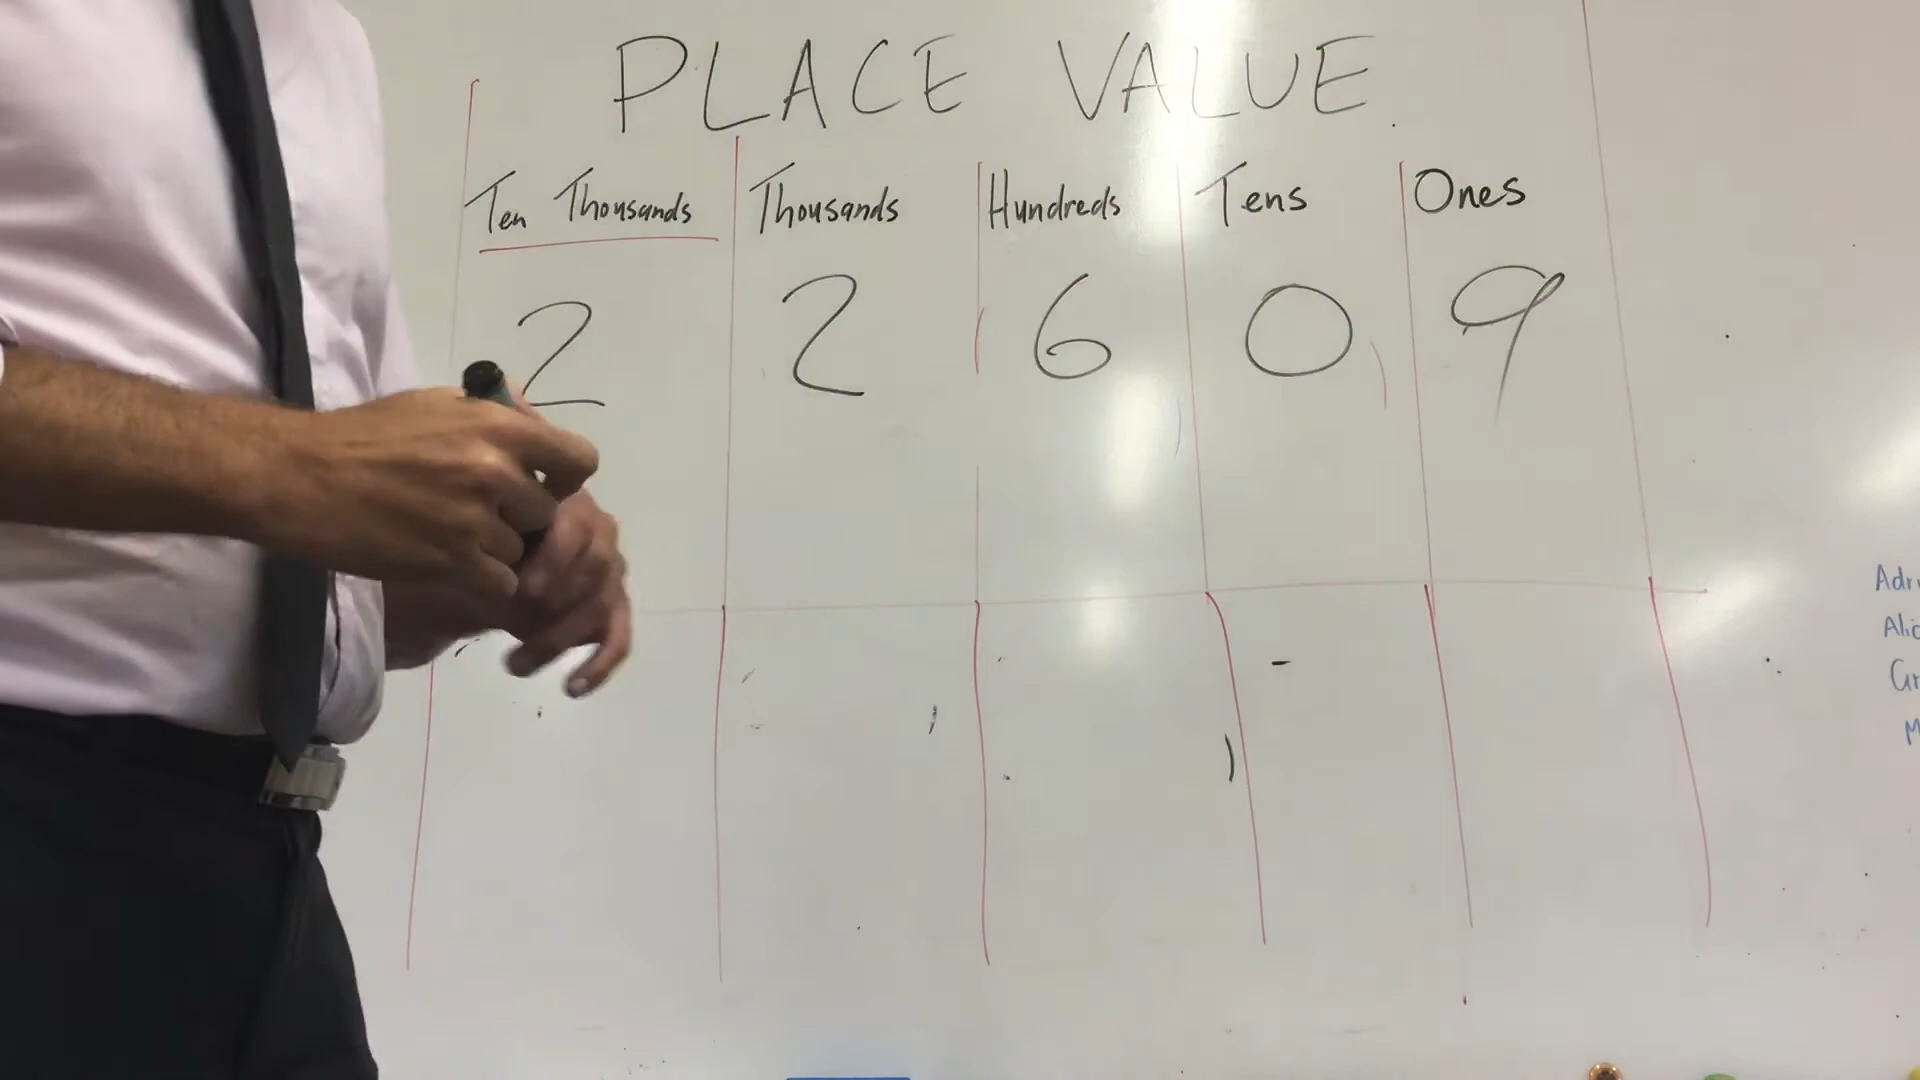 PLACE VALUE
Ten Thousands Thousands Hundreds Tens Ones
2 2 6 0 9